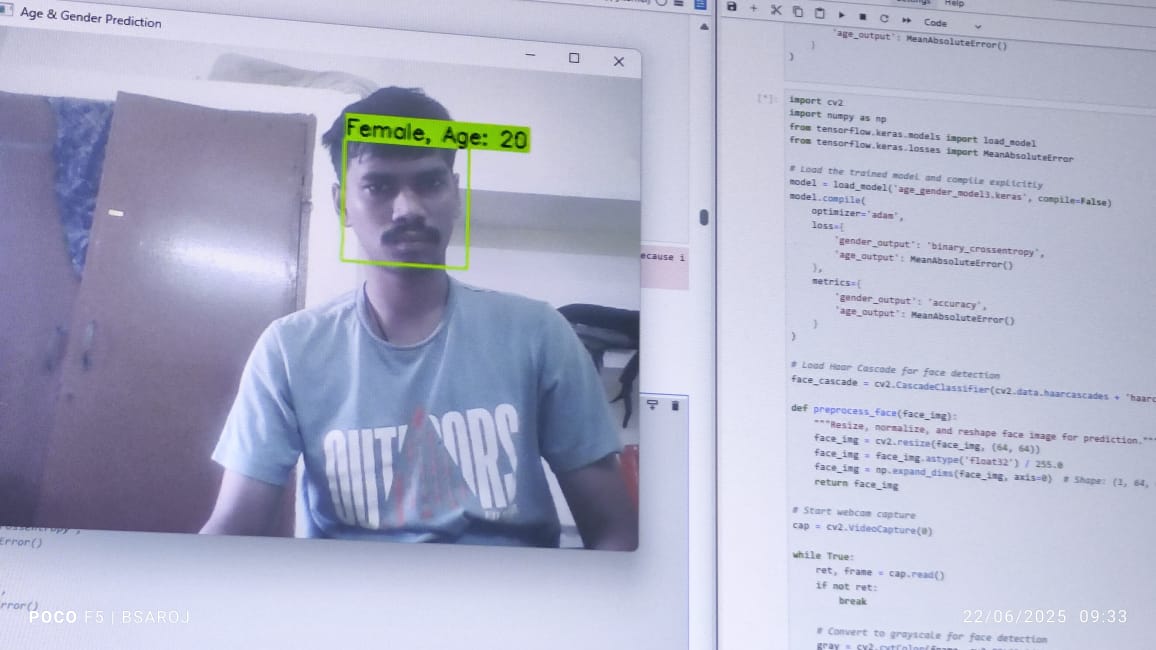 Age & Gender Prediction
Female, Age: 20
OUTDOORS
ecause i
Error()
rror()
Help
Code
'age_output': MeanAbsoluteError()
}
)
[*]:
import cv2
import numpy as np
from tensorflow.keras.models import load_model
from tensorflow.keras.losses import MeanAbsoluteError
# Load the trained model and compile explicitly
model = load_model('age_gender_model3.keras', compile=False)
model.compile(
optimizer='adam',
loss={
'gender_output': 'binary_crossentropy',
'age_output': MeanAbsoluteError()
},
metrics={
'gender_output': 'accuracy',
'age_output': MeanAbsoluteError()
}
)
# Load Haar Cascade for face detection
face_cascade = cv2.CascadeClassifier(cv2.data.haarcascades + 'haarc
def preprocess_face(face_img):
"""Resize, normalize, and reshape face image for prediction."""
face_img = cv2.resize(face_img, (64, 64))
face_img = face_img.astype('float32') / 255.0
face_img = np.expand_dims(face_img, axis=0) # Shape: (1, 64,
return face_img
# Start webcam capture
cap = cv2.VideoCapture(0)
while True:
ret, frame = cap.read()
if not ret:
break
# Convert to grayscale for face detection
gray = cv2.cvtColor(frame,
POCO F5 | BSAROJ
22/06/2025 09:33